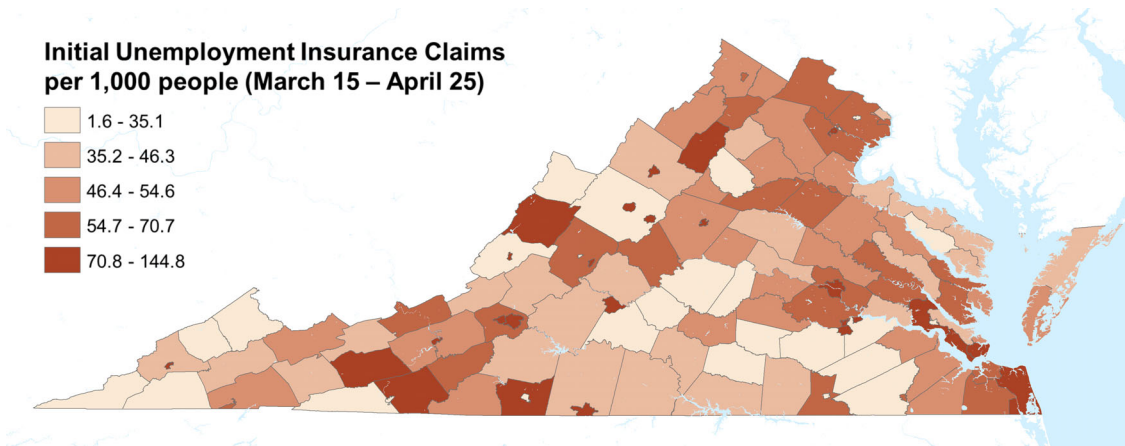 Initial Unemployment Insurance Claims
per 1,000 people (March 15 – April 25)
1.6 - 35.1
35.2 - 46.3
46.4 - 54.6
54.7 - 70.7
70.8 - 144.8